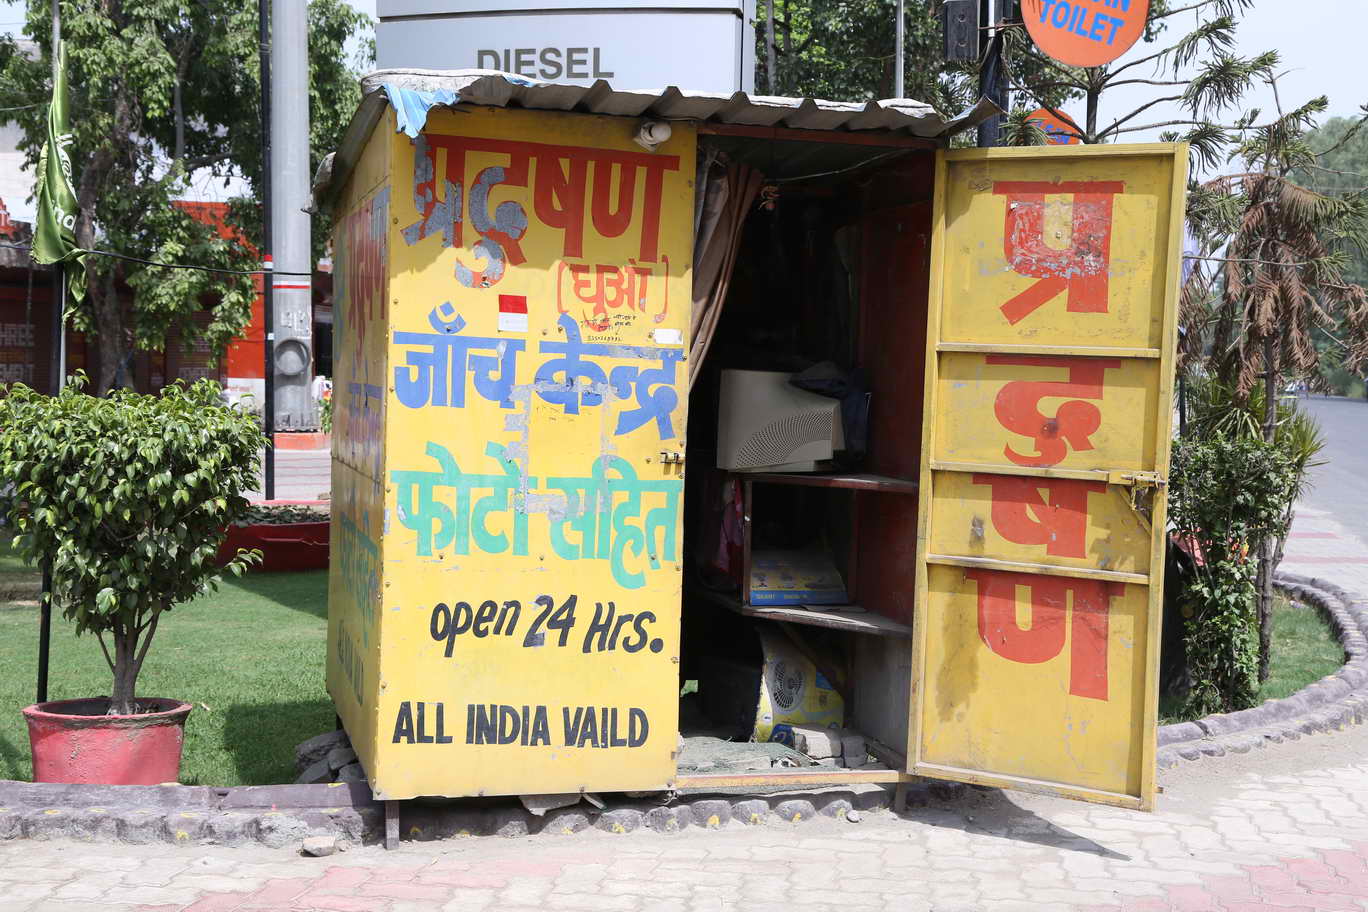 DIESEL
TOILET
प्रदुषण
(धुआं)
जाँच केन्द्र
फोटो सहित
open 24 Hrs.
ALL INDIA VAILD
प्र
दु
ष
ण